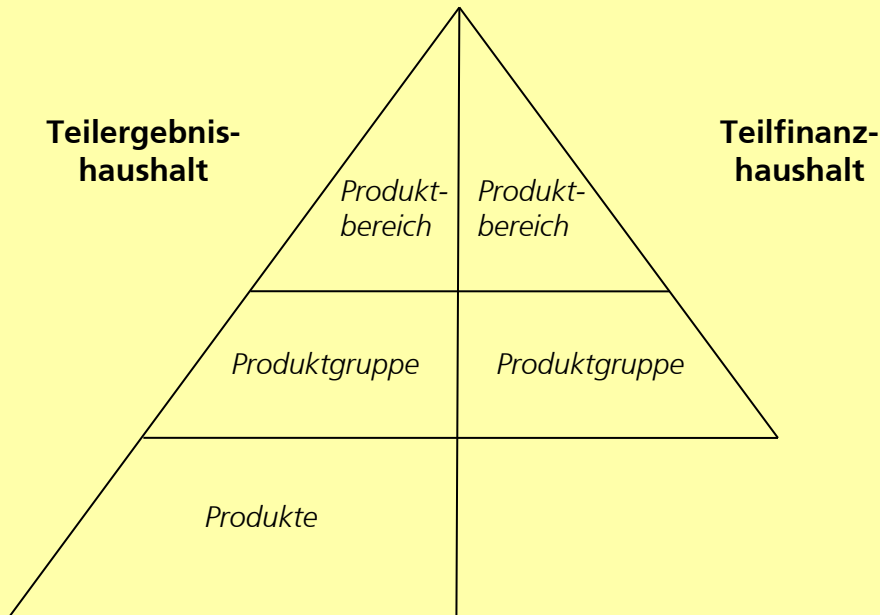 Teilergebnis-
haushalt
Teilfinanz-
haushalt
Produkt-
bereich
Produkt-
bereich
Produktgruppe
Produktgruppe
Produkte